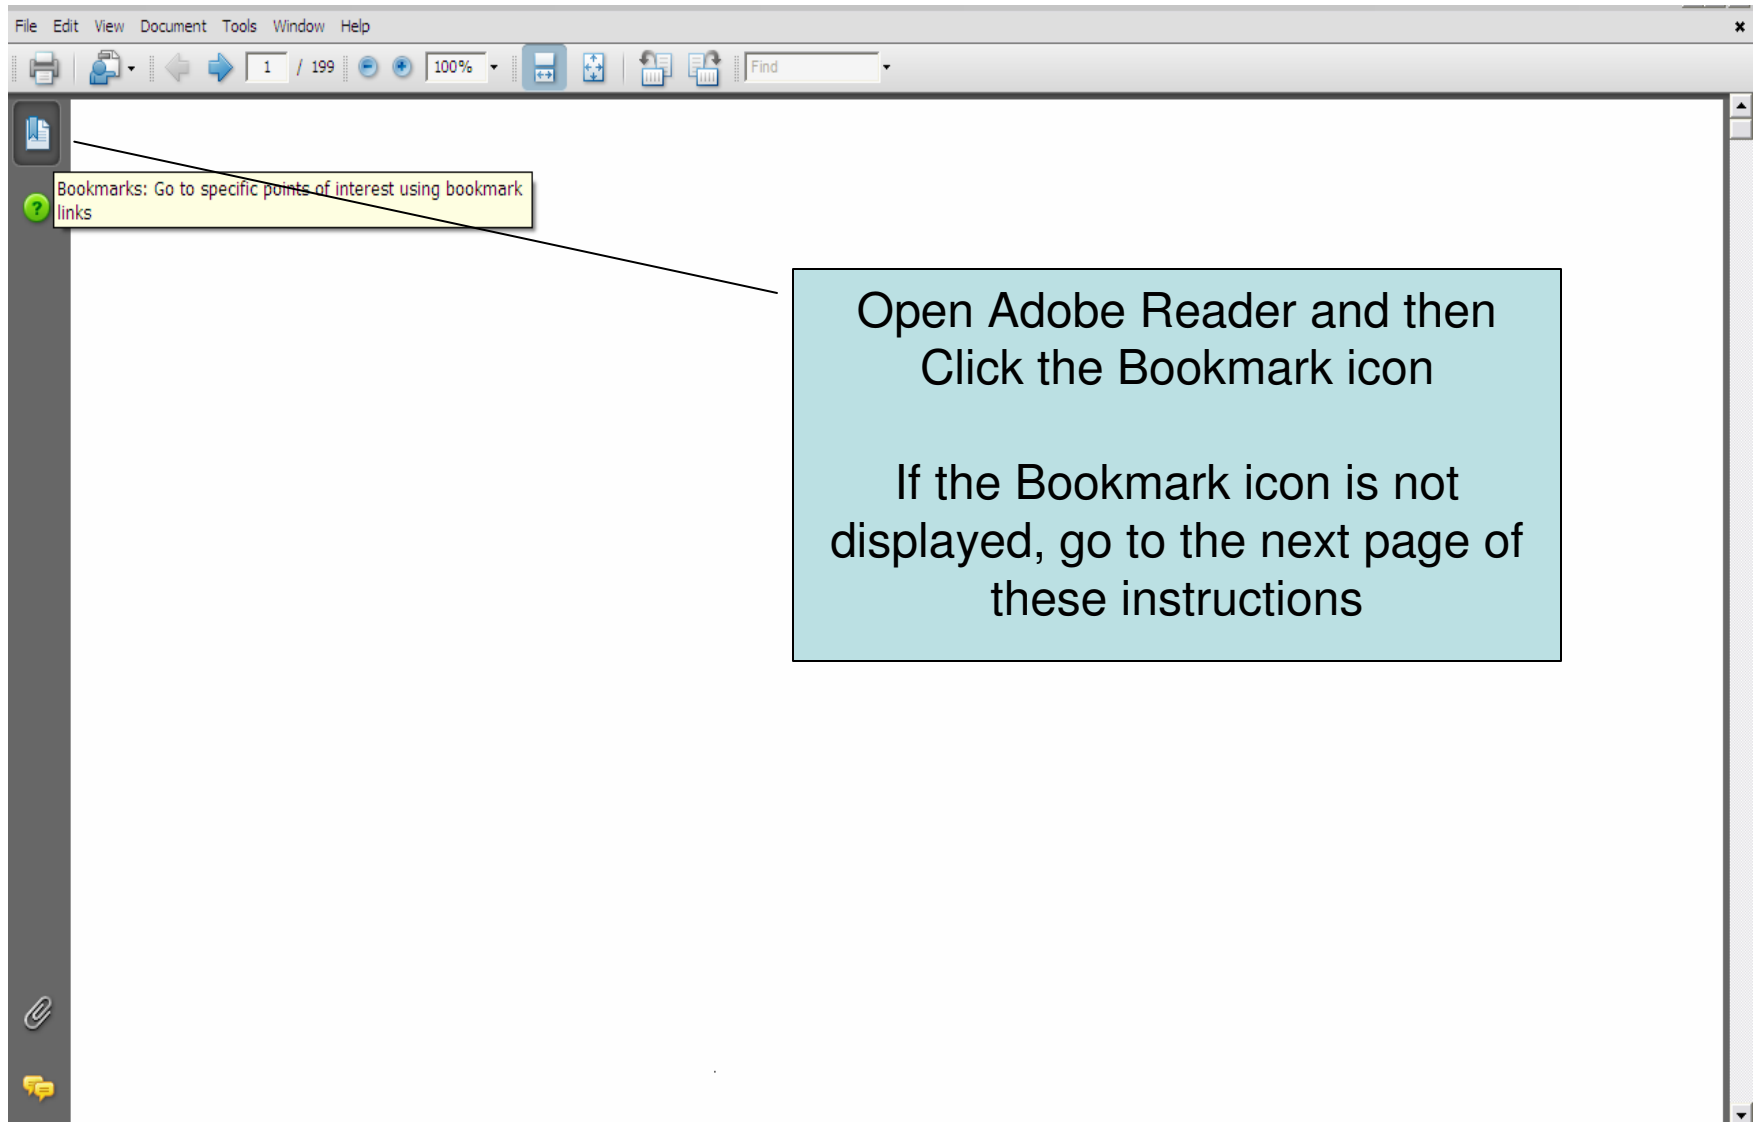 File Edit View Document Tools Window Help
1 / 199 100% Find
Bookmarks: Go to specific points of interest using bookmark
links
Open Adobe Reader and then
Click the Bookmark icon
If the Bookmark icon is not
displayed, go to the next page of
these instructions